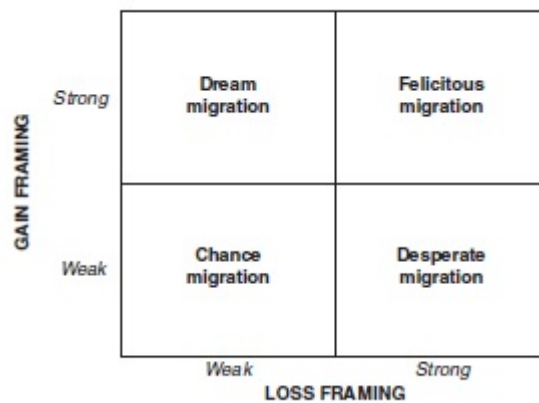 GAIN FRAMING
Strong
Dream
migration
Felicitous
migration
Weak
Chance
migration
Desperate
migration
Weak
Strong
LOSS FRAMING